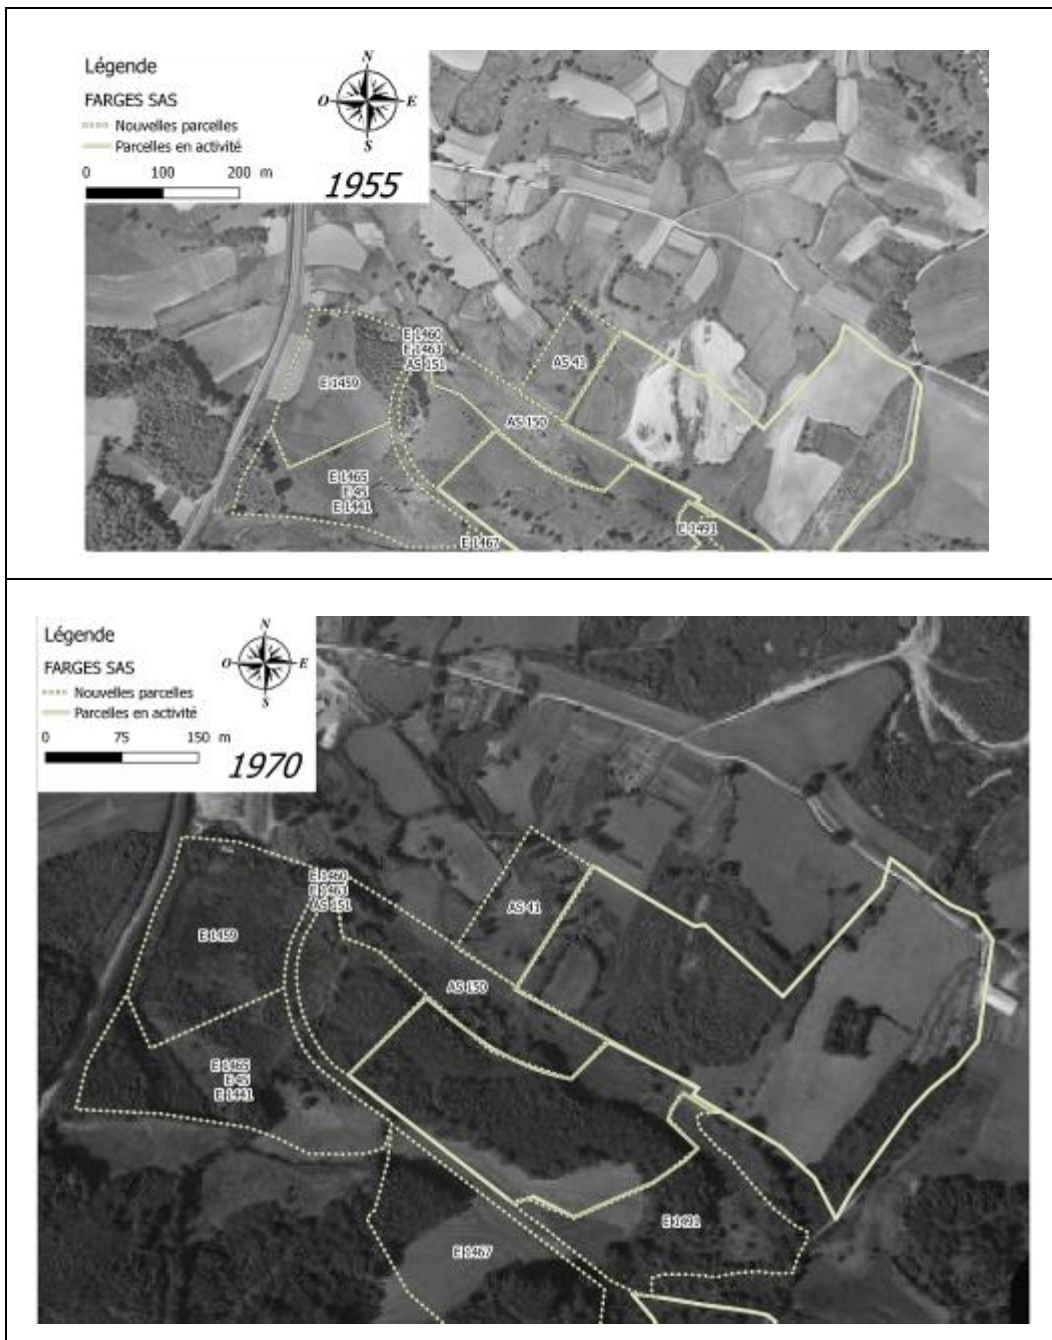 Légende
FARGES SAS
Nouvelles parcelles
Parcelles en activité
0 100 200 m
N
O E
S
1955
E 1460
E 1463
AS 151
E 1459
AS 41
AS 150
E 1465
E 45
E 1441
E 1467
E 1491
Légende
FARGES SAS
Nouvelles parcelles
Parcelles en activité
0 75 150 m
N
O E
S
1970
E 1460
E 1463
AS 151
E 1459
AS 41
AS 150
E 1465
E 45
E 1441
E 1491
E 1467